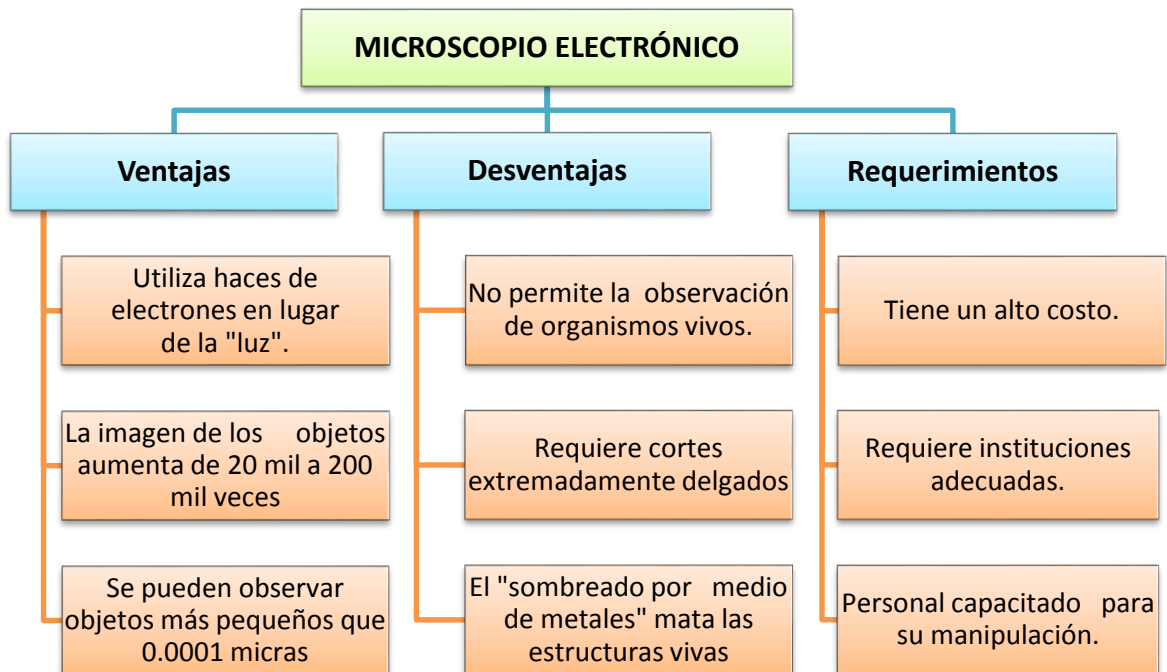 MICROSCOPIO ELECTRÓNICO
Ventajas
Utiliza haces de
electrones en lugar
de la "luz".
La imagen de los objetos
aumenta de 20 mil a 200
mil veces
Se pueden observar
objetos más pequeños que
0.0001 micras
Desventajas
No permite la observación
de organismos vivos.
Requiere cortes
extremadamente delgados
El "sombreado por medio
de metales" mata las
estructuras vivas
Requerimientos
Tiene un alto costo.
Requiere instituciones
adecuadas.
Personal capacitado para
su manipulación.